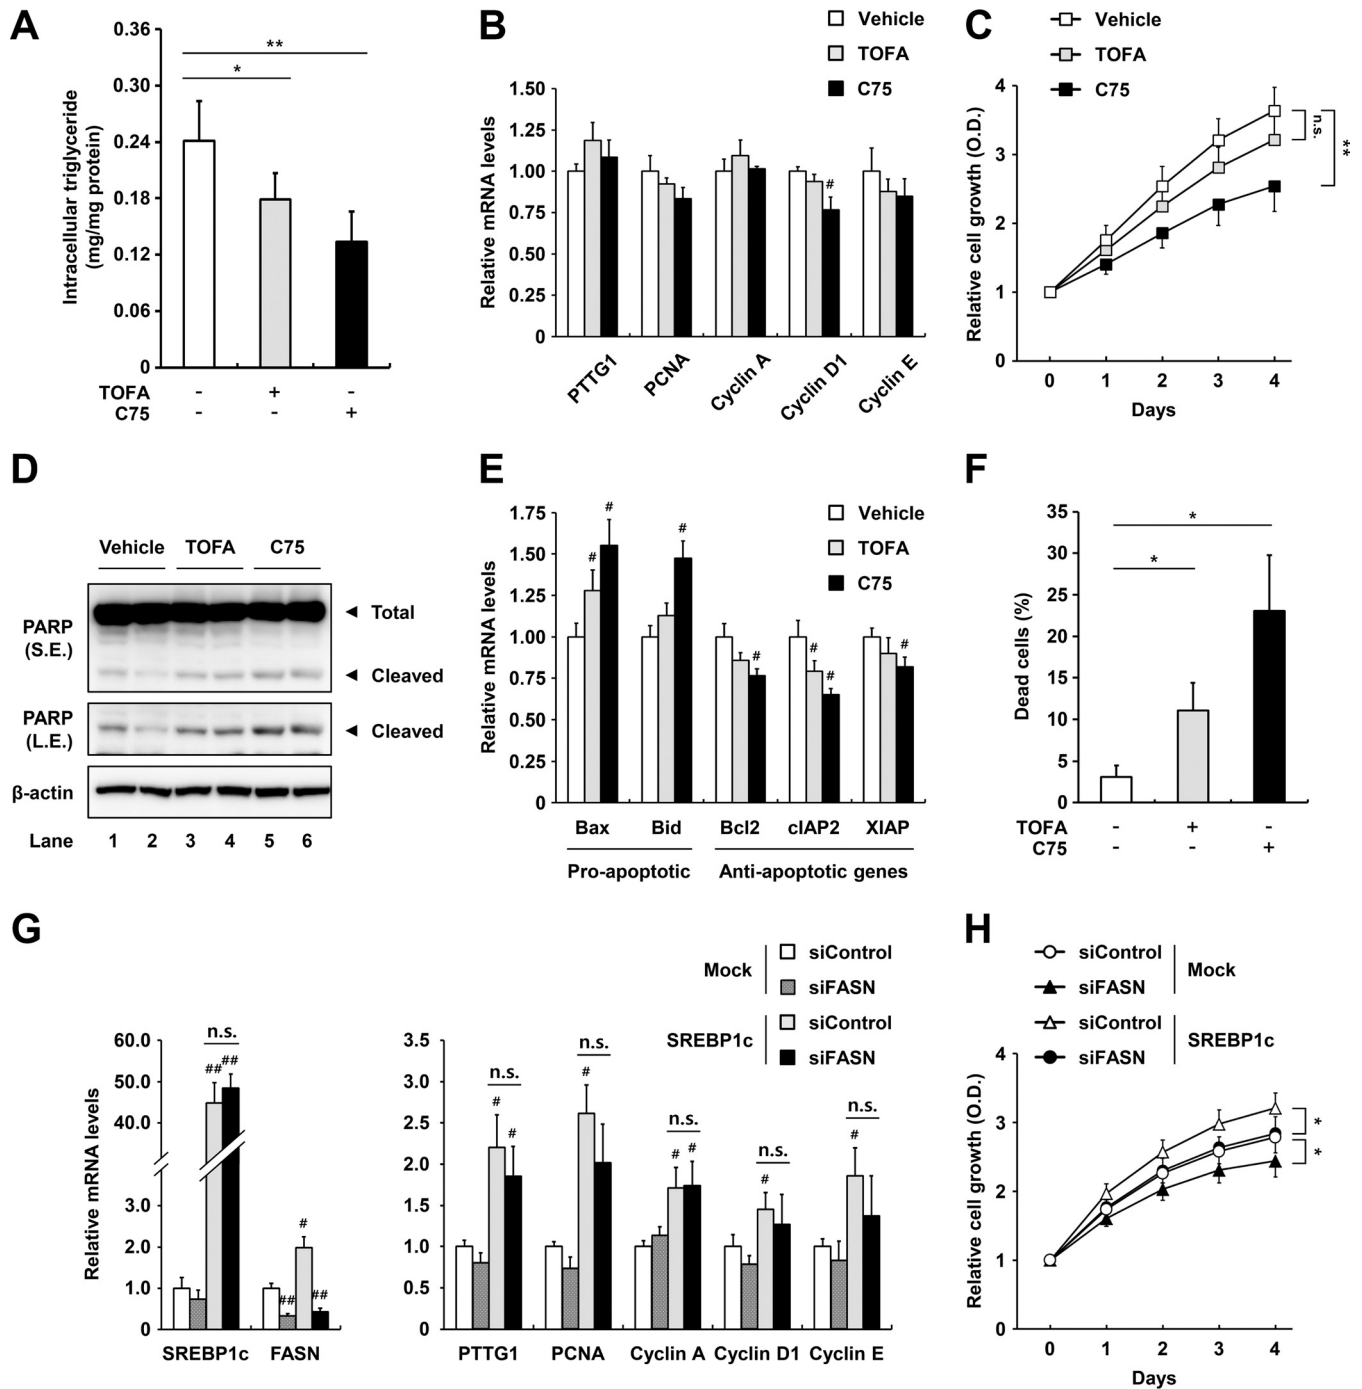 A
0.36
0.30
0.24
0.18
0.12
0.06
0
Intracellular triglyceride
(mg/mg protein)
**
*
TOFA - + -
C75 - - +
B
Vehicle
TOFA
C75
1.50
1.25
1.00
0.75
0.50
0.25
0
Relative mRNA levels
#
PTTG1 PCNA Cyclin A Cyclin D1 Cyclin E
C
Vehicle
TOFA
C75
4
3
2
1
0
Relative cell growth (O.D.)
n.s.
**
0 1 2 3 4
Days
D
Vehicle TOFA C75
PARP
(S.E.)
◄ Total
◄ Cleaved
PARP
(L.E.)
◄ Cleaved
β-actin
Lane 1 2 3 4 5 6
E
Vehicle
TOFA
C75
1.75
1.50
1.25
1.00
0.75
0.50
0.25
0
Relative mRNA levels
# # # # # # #
Bax Bid Bcl2 cIAP2 XIAP
Pro-apoptotic Anti-apoptotic genes
F
35
30
25
20
15
10
5
0
Dead cells (%)
*
*
TOFA - + -
C75 - - +
G
Mock
siControl
siFASN
SREBP1c
siControl
siFASN
60.0
50.0
40.0
3.0
2.0
1.0
0
Relative mRNA levels
n.s.
## ##
## # ##
SREBP1c FASN
3.5
3.0
2.5
2.0
1.5
1.0
0.5
0
n.s. n.s. n.s. n.s. n.s.
# # # # # # #
PTTG1 PCNA Cyclin A Cyclin D1 Cyclin E
H
siControl
siFASN
Mock
siControl
siFASN
SREBP1c
4
3
2
1
0
Relative cell growth (O.D.)
*
*
0 1 2 3 4
Days